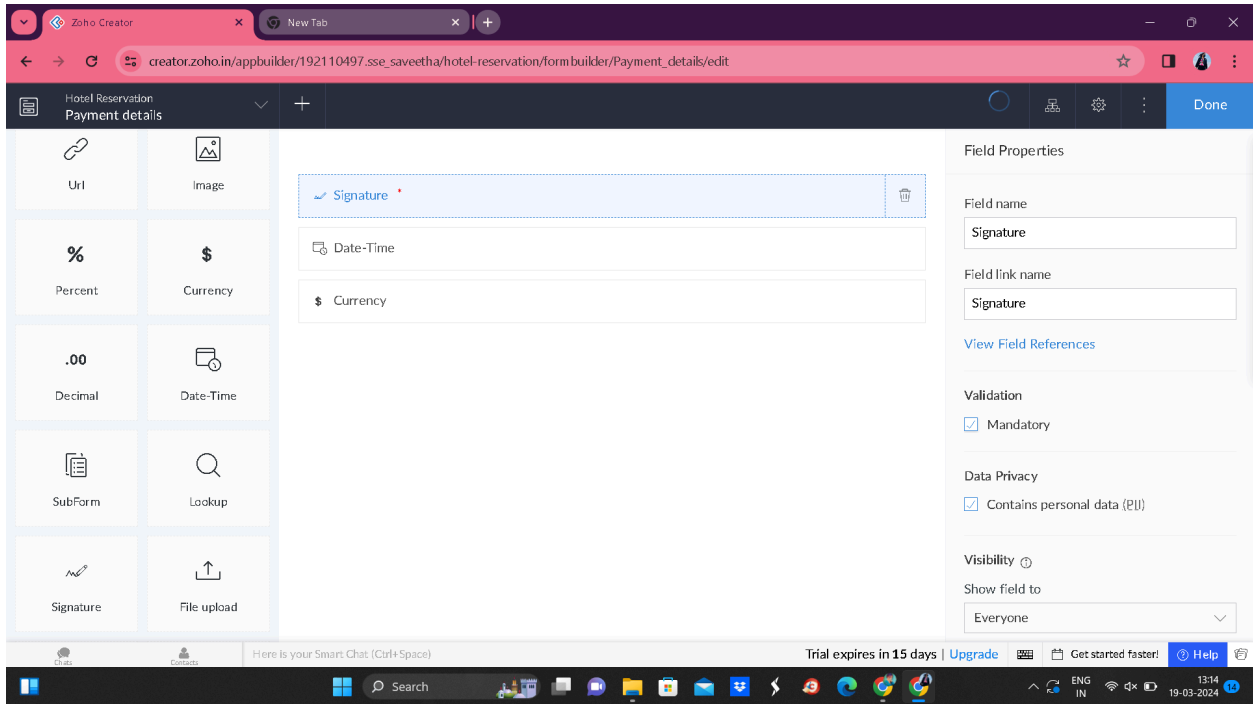 Zoho Creator
New Tab
creator.zoho.in/appbuilder/192110497.sse_saveetha/hotel-reservation/formbuilder/Payment_details/edit
Hotel Reservation
Payment details
Done
Url
Image
%
$
Percent
Currency
.00
Decimal
Date-Time
SubForm
Lookup
Signature
File upload
Signature *
Date-Time
$ Currency
Field Properties
Field name
Signature
Field link name
Signature
View Field References
Validation
Mandatory
Data Privacy
Contains personal data (PII)
Visibility
Show field to
Everyone
Chats
Contacts
Here is your Smart Chat (Ctrl+Space)
Trial expires in 15 days | Upgrade
Get started faster!
? Help
Search
ENG
IN
13:14
19-03-2024
14